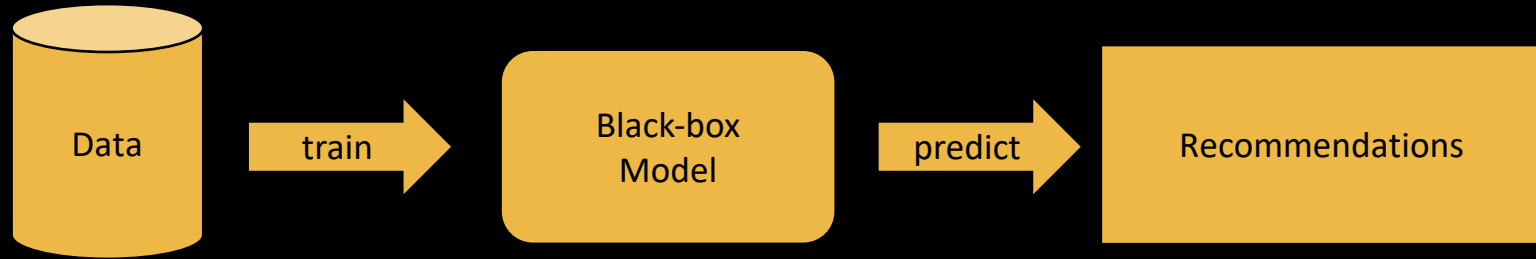 Data
train
Black-box
Model
predict
Recommendations